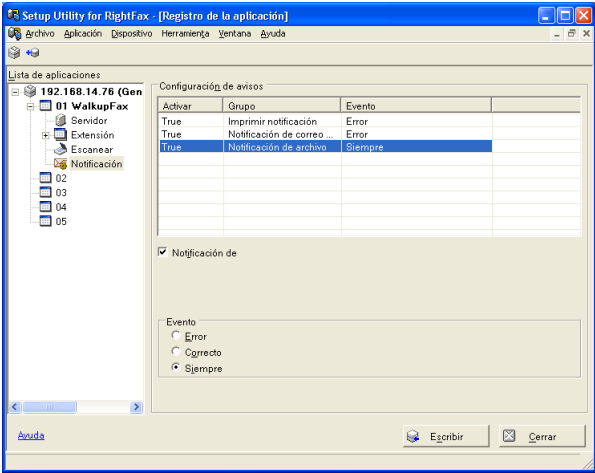 Setup Utility for RightFax - [Registro de la aplicación]
Archivo Aplicación Dispositivo Herramienta Ventana Ayuda
Lista de aplicaciones
192.168.14.76 (Gen
01 WalkupFax
Servidor
Extensión
Escanear
Notificación
02
03
04
05
Configuración de avisos
Activar Grupo Evento
True Imprimir notificación Error
True Notificación de correo ... Error
True Notificación de archivo Siempre
Notificación de
Evento
Error
Correcto
Siempre
Ayuda
Escribir Cerrar